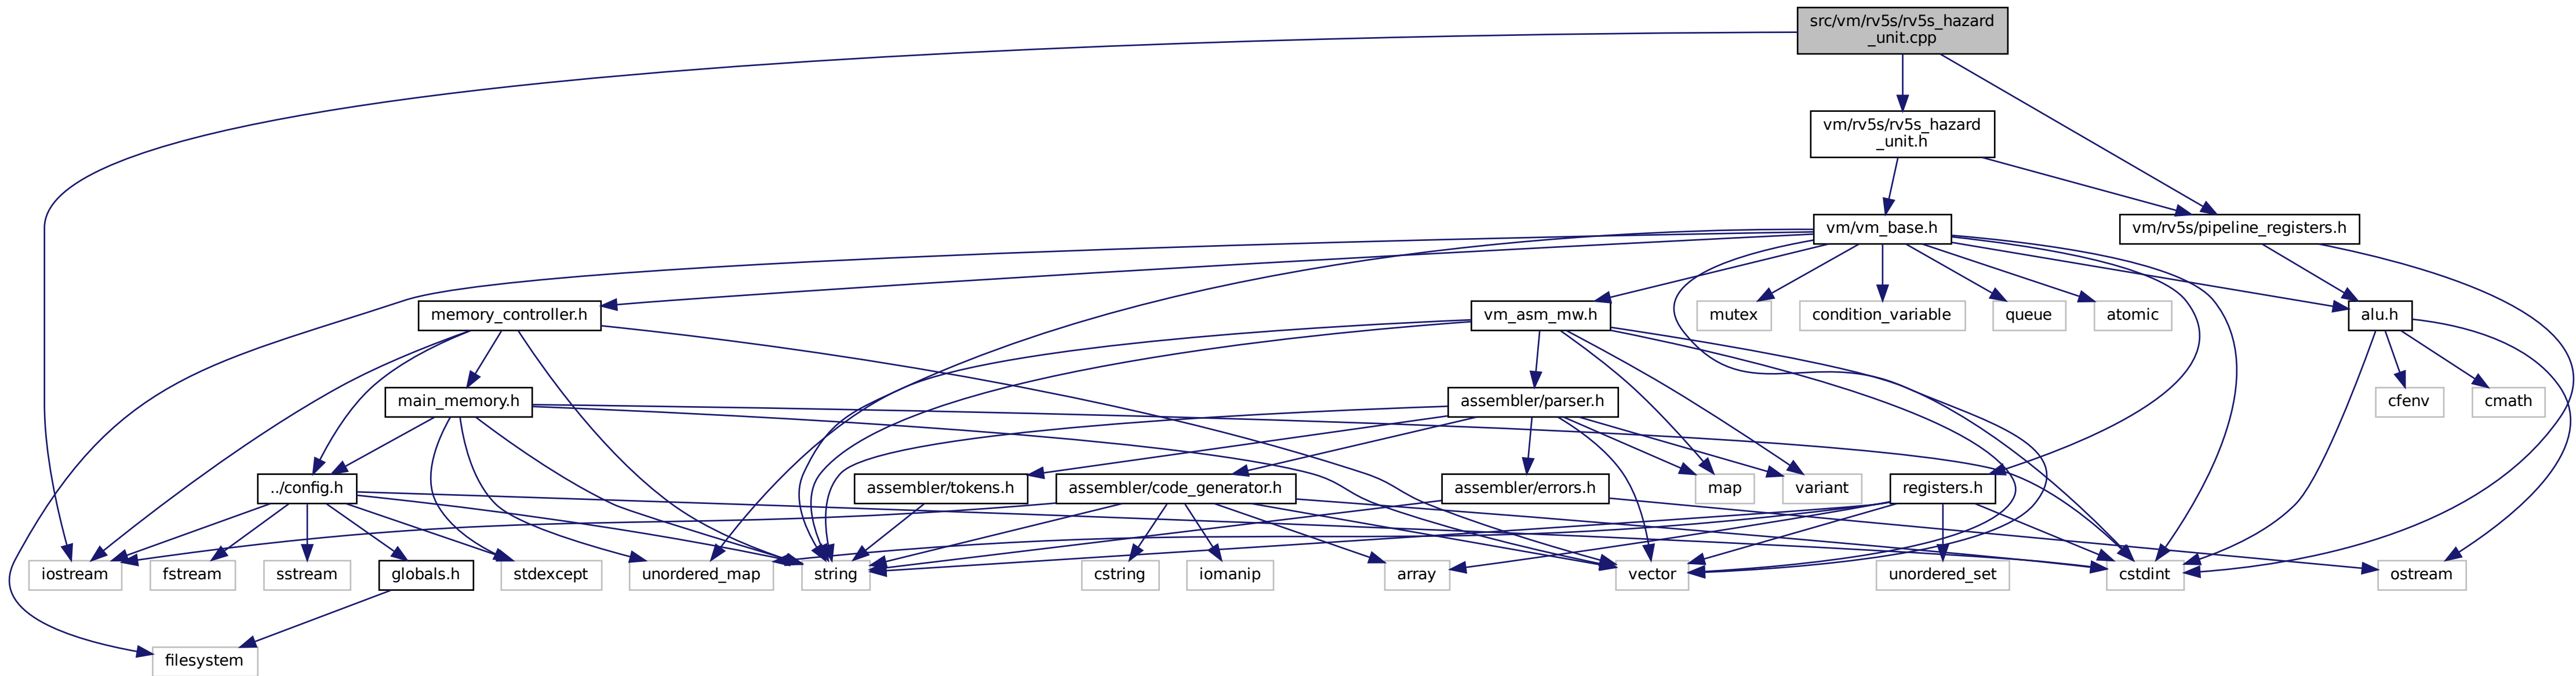 src/vm/rv5s/rv5s_hazard
_unit.cpp
vm/rv5s/rv5s_hazard
_unit.h
vm/vm_base.h
vm/rv5s/pipeline_registers.h
memory_controller.h
vm_asm_mw.h
mutex
condition_variable
queue
atomic
alu.h
main_memory.h
assembler/parser.h
cfenv
cmath
../config.h
assembler/tokens.h
assembler/code_generator.h
assembler/errors.h
map
variant
registers.h
iostream
fstream
sstream
globals.h
stdexcept
unordered_map
string
cstring
iomanip
array
vector
unordered_set
cstdint
ostream
filesystem